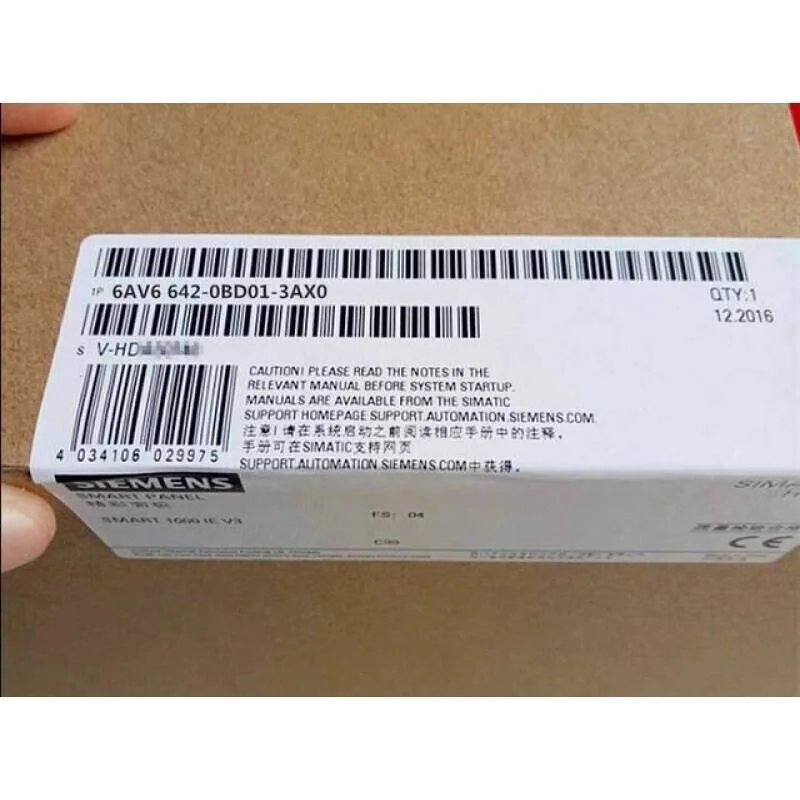 1P 6AV6 642-0BD01-3AX0
QTY:1
12.2016
S V-HD
CAUTION! PLEASE READ THE NOTES IN THE
RELEVANT MANUAL BEFORE SYSTEM STARTUP.
MANUALS ARE AVAILABLE FROM THE SIMATIC
SUPPORT HOMEPAGE SUPPORT.AUTOMATION.SIEMENS.COM.
注意!请在系统启动之前阅读相应手册中的注释。
手册可在SIMATIC支持网页
SUPPORT.AUTOMATION.SIEMENS.COM中获得。
4 034106 029975
SIEMENS
SMART PANEL
精彩面板
SMART 1000 IE V3
FS: 04
CE